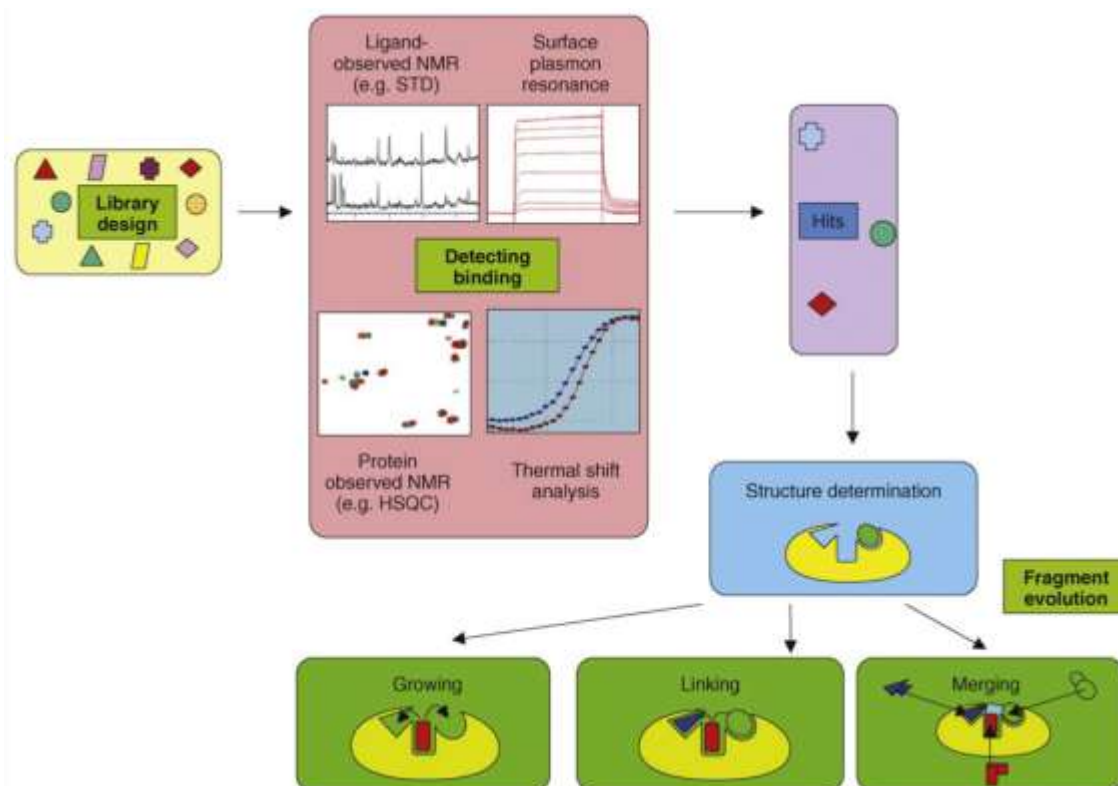 Ligand-
observed NMR
(e.g. STD)
Surface
plasmon
resonance
Library
design
Detecting
binding
Hits
Protein
observed NMR
(e.g. HSQC)
Thermal shift
analysis
Structure determination
Fragment
evolution
Growing
Linking
Merging